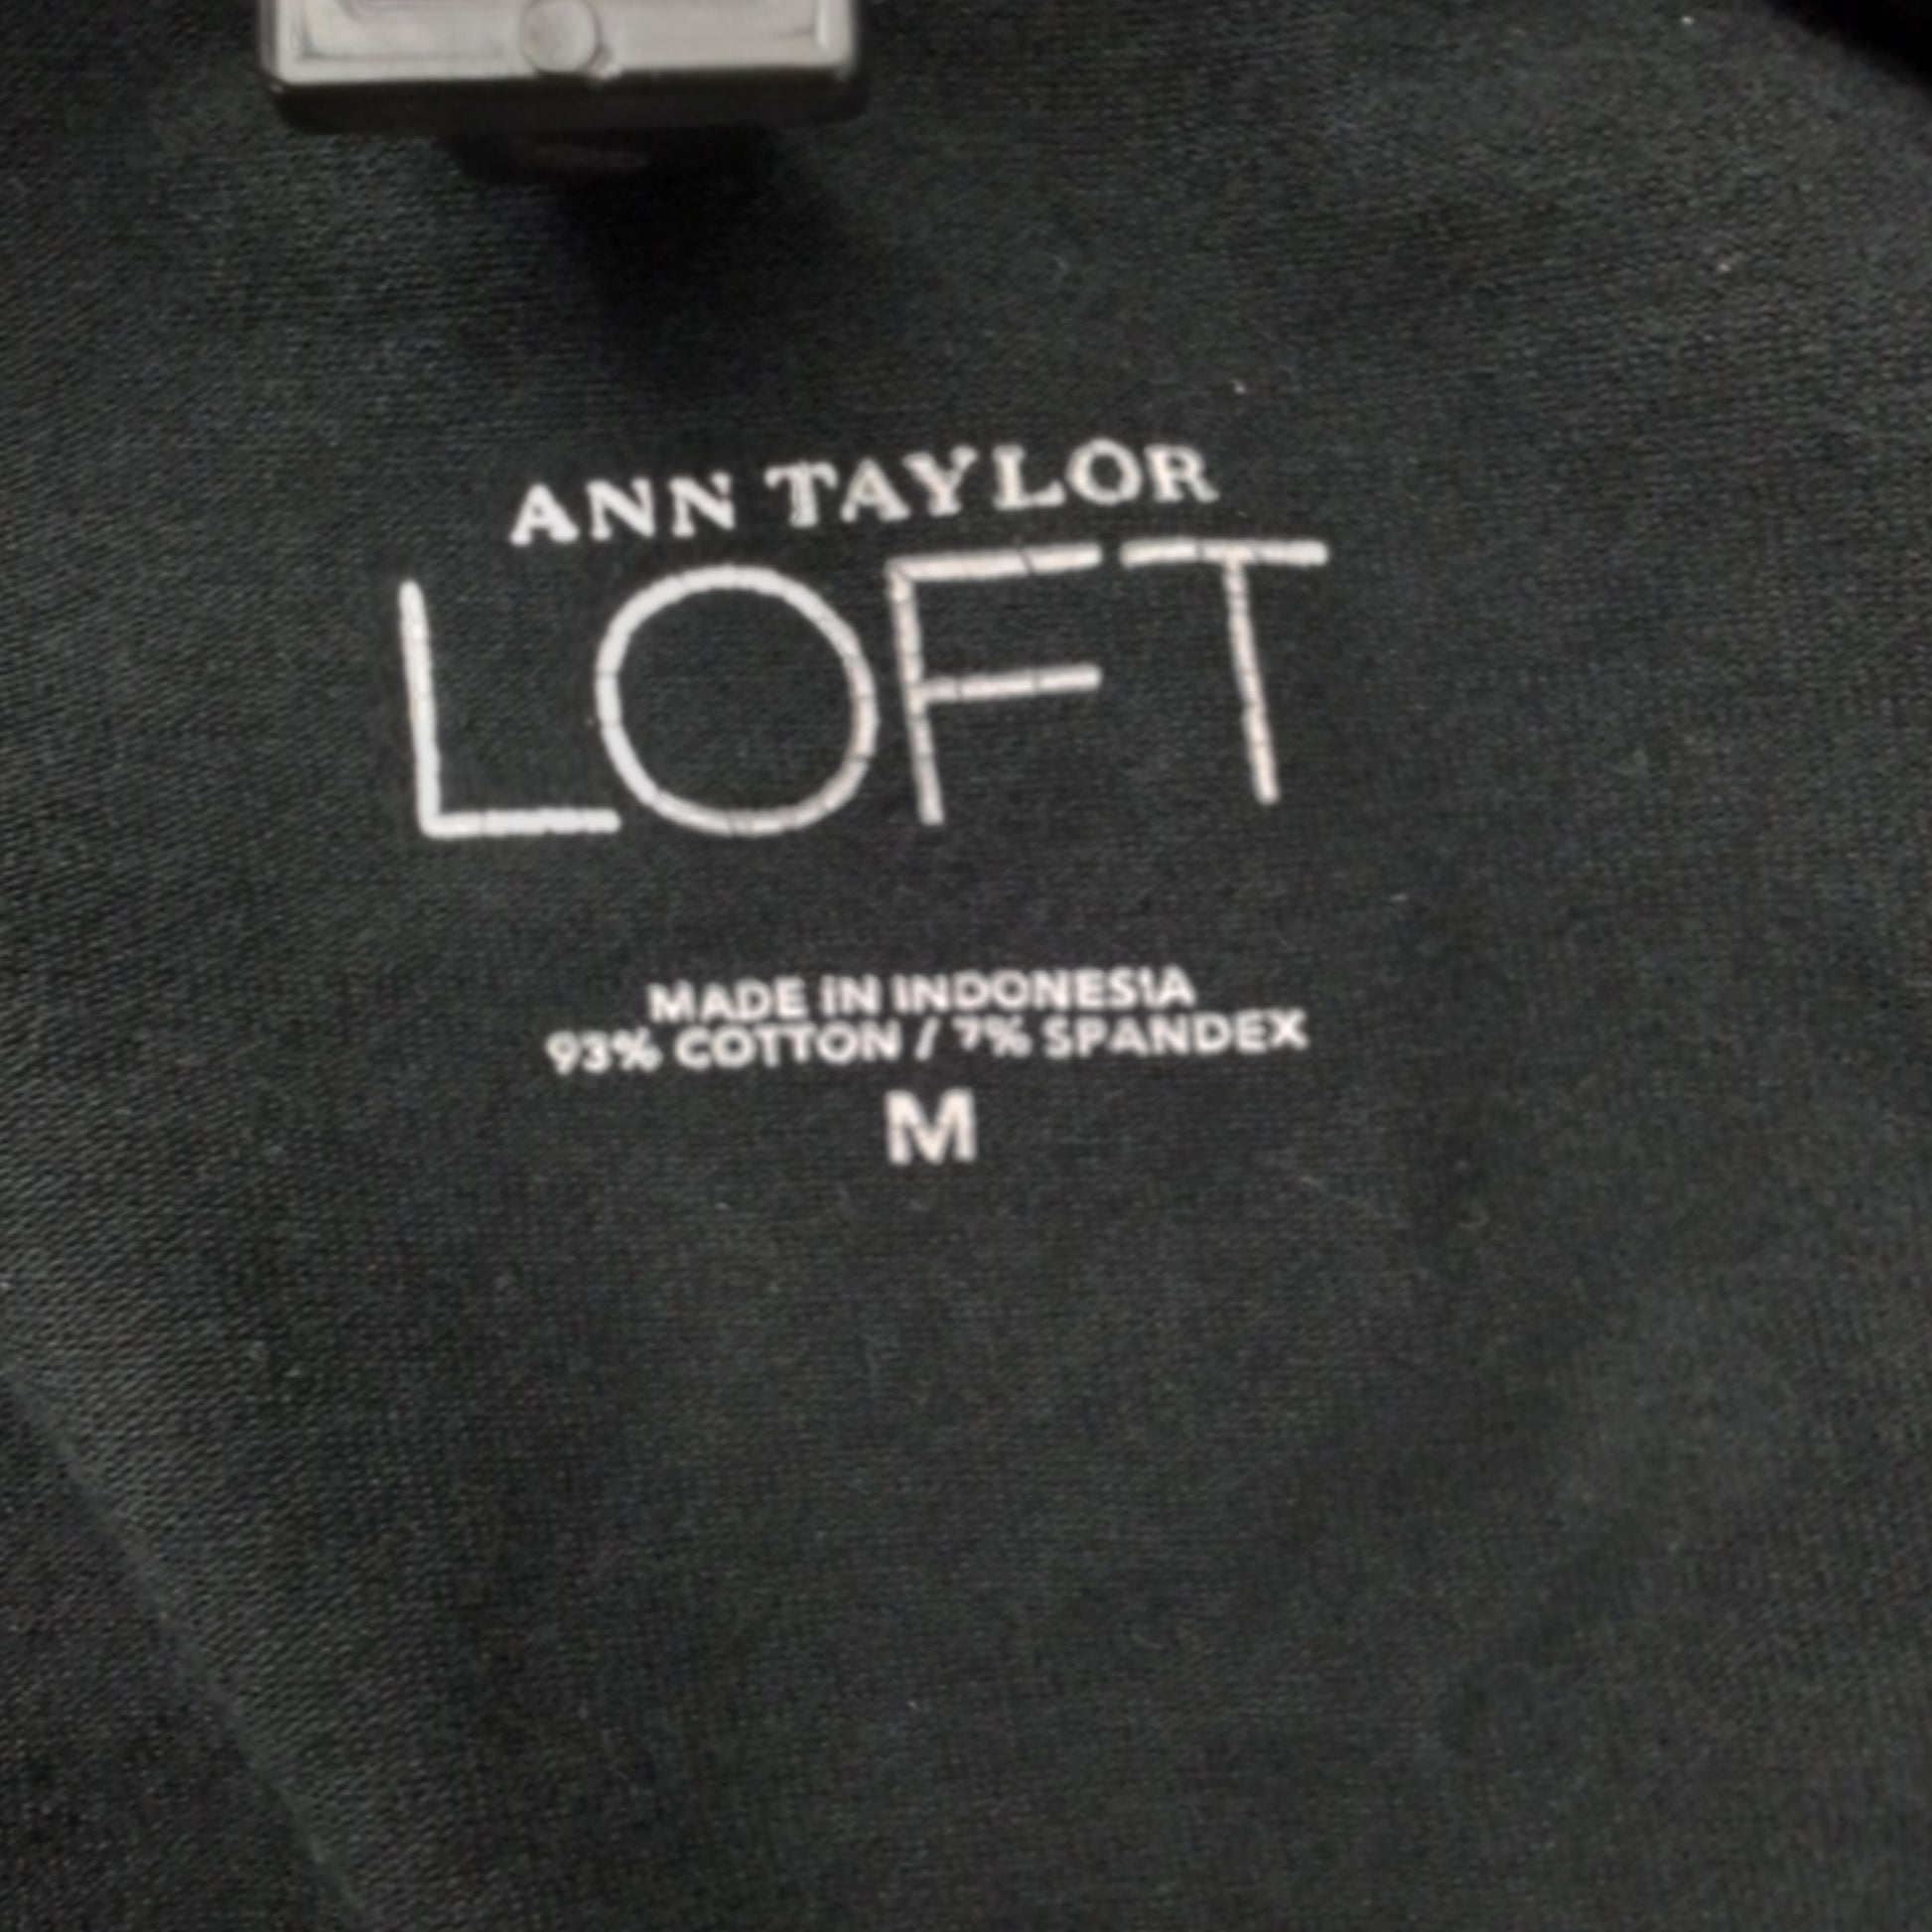 ANN TAYLOR
LOFT
MADE IN INDONESIA
93% COTTON / 7% SPANDEX
M